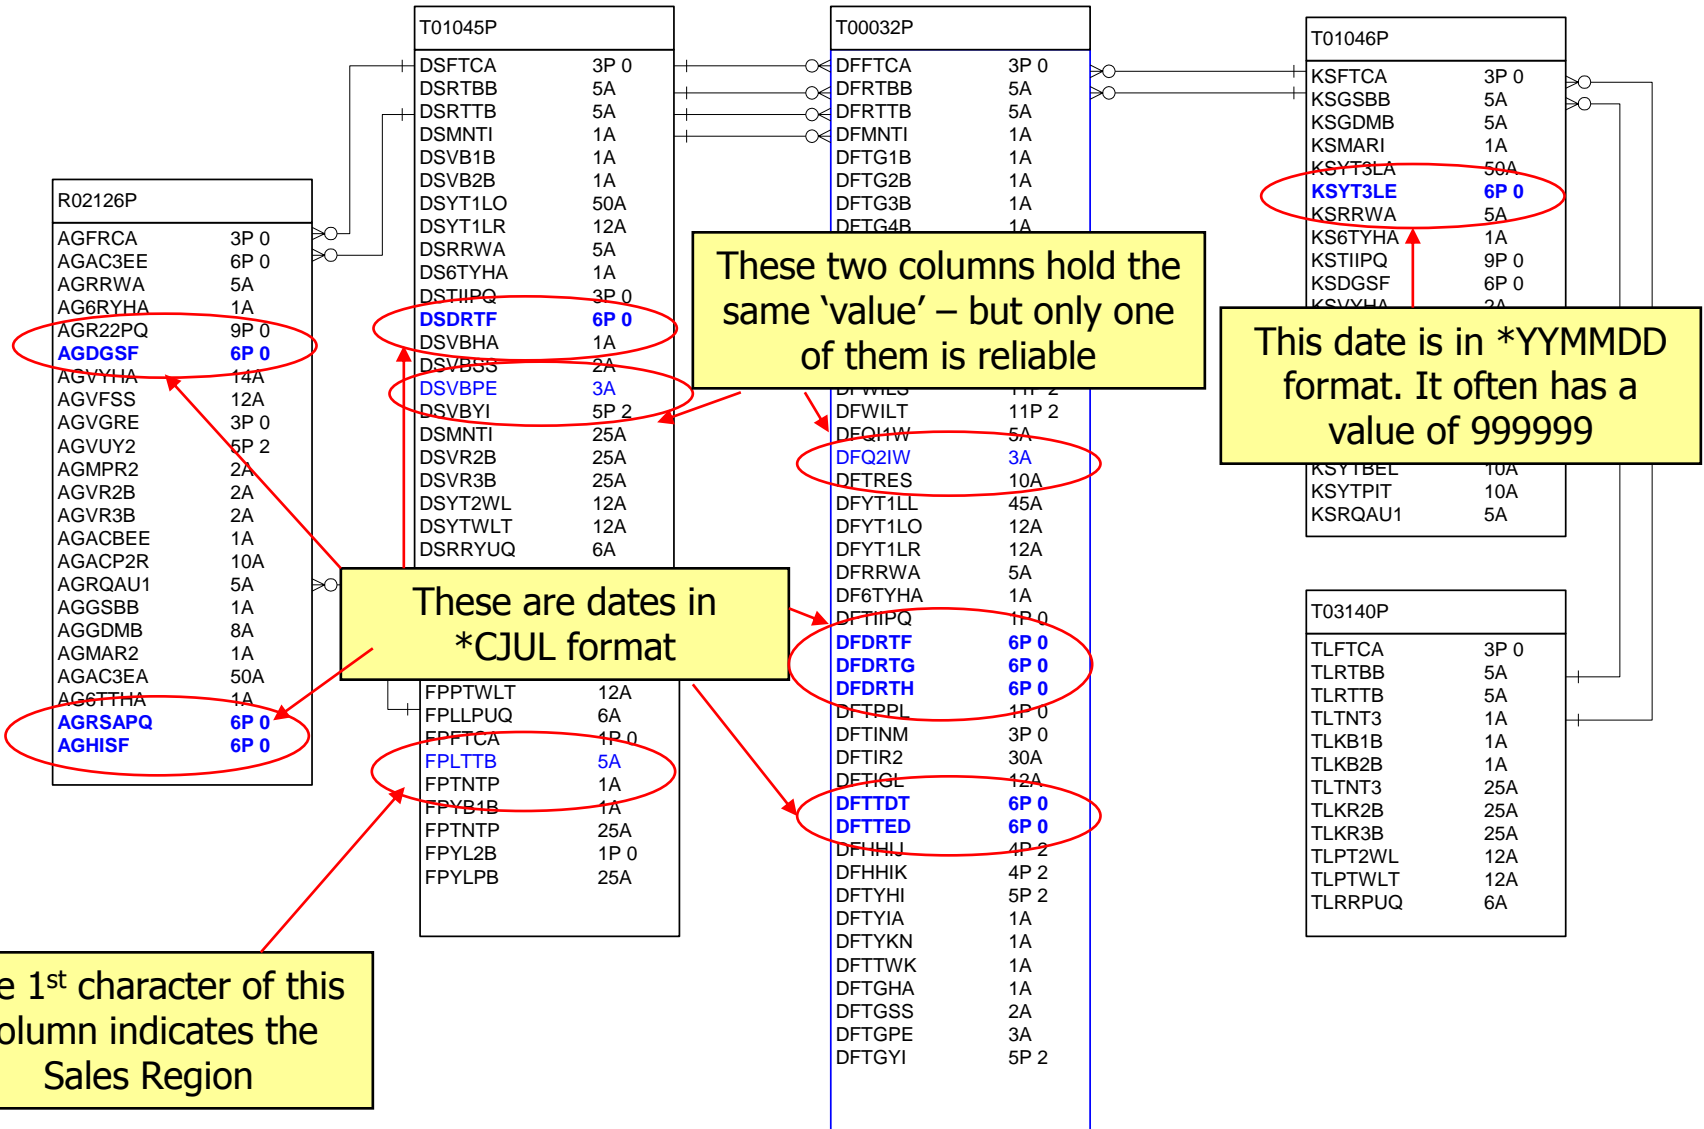 R02126P
AGFRCA 3P 0
AGAC3EE 6P 0
AGRRWA 5A
AG6RYHA 1A
AGR22PQ 9P 0
AGDGSF 6P 0
AGVYHA 14A
AGVFSS 12A
AGVGRE 3P 0
AGVUY2 5P 2
AGMPR2 2A
AGVR2B 2A
AGVR3B 2A
AGACBEE 1A
AGACP2R 10A
AGRQAU1 5A
AGGSBB 1A
AGGDMB 8A
AGMAR2 1A
AGAC3EA 50A
AG6TTHA 1A
AGRSAPQ 6P 0
AGHISF 6P 0
T01045P
DSFTCA 3P 0
DSRTBB 5A
DSRTTB 5A
DSMNTI 1A
DSVB1B 1A
DSVB2B 1A
DSYT1LO 50A
DSYT1LR 12A
DSRRWA 5A
DS6TYHA 1A
DSTIIPQ 3P 0
DSDRTF 6P 0
DSVBHA 1A
DSVBSS 2A
DSVBPE 3A
DSVBYI 5P 2
DSMNTI 25A
DSVR2B 25A
DSVR3B 25A
DSYT2WL 12A
DSYTWLT 12A
DSRRYUQ 6A
FPPTWLT 12A
FPLLPUQ 6A
FPFTCA 1P 0
FPLTTB 5A
FPTNTP 1A
FPYB1B 1A
FPTNTP 25A
FPYL2B 1P 0
FPYLPB 25A
T00032P
DFFTCA 3P 0
DFRTBB 5A
DFRTTB 5A
DFMNTI 1A
DFTG1B 1A
DFTG2B 1A
DFTG3B 1A
DFTG4B 1A
DFWILS 11P 2
DFWILT 11P 2
DFQI1W 5A
DFQ2IW 3A
DFTRES 10A
DFYT1LL 45A
DFYT1LO 12A
DFYT1LR 12A
DFRRWA 5A
DF6TYHA 1A
DFTIIPQ 1P 0
DFDRTF 6P 0
DFDRTG 6P 0
DFDRTH 6P 0
DFTPPL 1P 0
DFTINM 3P 0
DFTIR2 30A
DFTIGL 12A
DFTTDT 6P 0
DFTTED 6P 0
DFHHIJ 4P 2
DFHHIK 4P 2
DFTYHI 5P 2
DFTYIA 1A
DFTYKN 1A
DFTTWK 1A
DFTGHA 1A
DFTGSS 2A
DFTGPE 3A
DFTGYI 5P 2
T01046P
KSFTCA 3P 0
KSGSBB 5A
KSGDMB 5A
KSMARI 1A
KSYT3LA 50A
KSYT3LE 6P 0
KSRRWA 5A
KS6TYHA 1A
KSTIIPQ 9P 0
KSDGSF 6P 0
KSVYHA 2A
KSYTBEL 10A
KSYTPIT 10A
KSRQAU1 5A
T03140P
TLFTCA 3P 0
TLRTBB 5A
TLRTTB 5A
TLTNT3 1A
TLKB1B 1A
TLKB2B 1A
TLTNT3 25A
TLKR2B 25A
TLKR3B 25A
TLPT2WL 12A
TLPTWLT 12A
TLRRPUQ 6A
These two columns hold the
same ‘value’ – but only one
of them is reliable
This date is in *YYMMDD
format. It often has a
value of 999999
These are dates in
*CJUL format
e 1st character of this
olumn indicates the
Sales Region